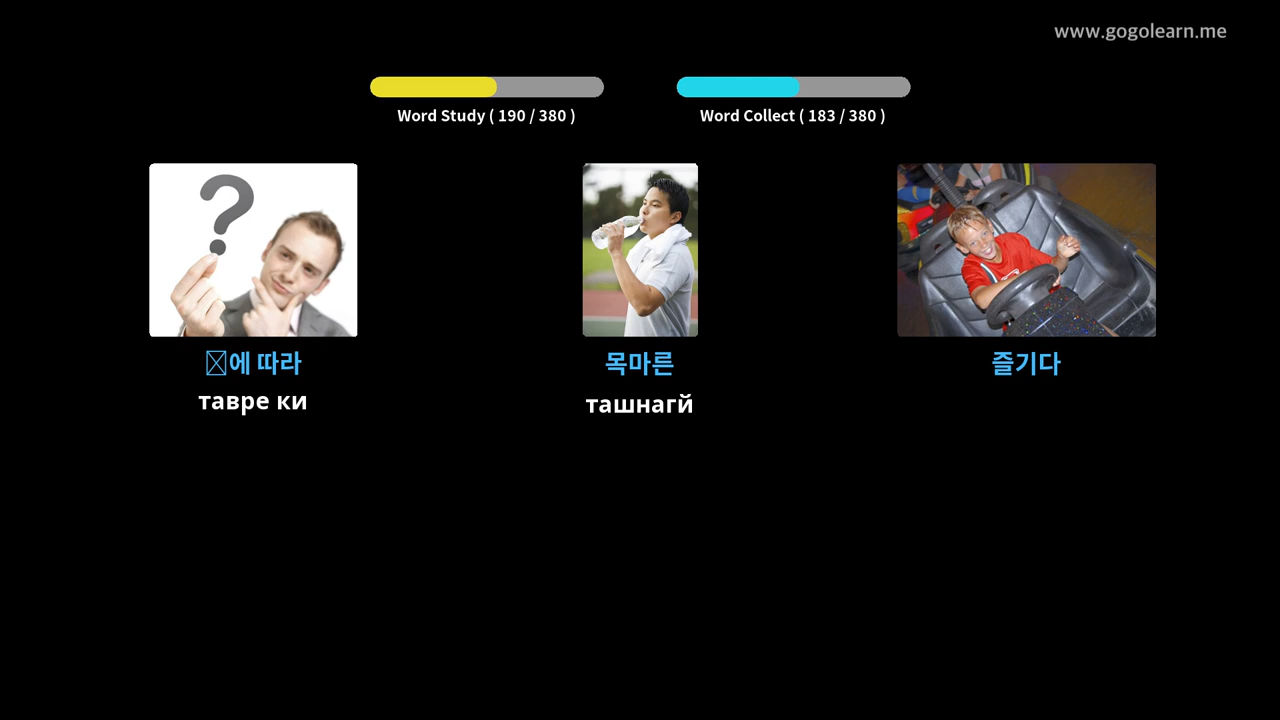 www.gogolearn.me
Word Study ( 190 / 380 )
Word Collect ( 183 / 380 )
에 따라
목마른
즐기다
тавре ки
ташнагй